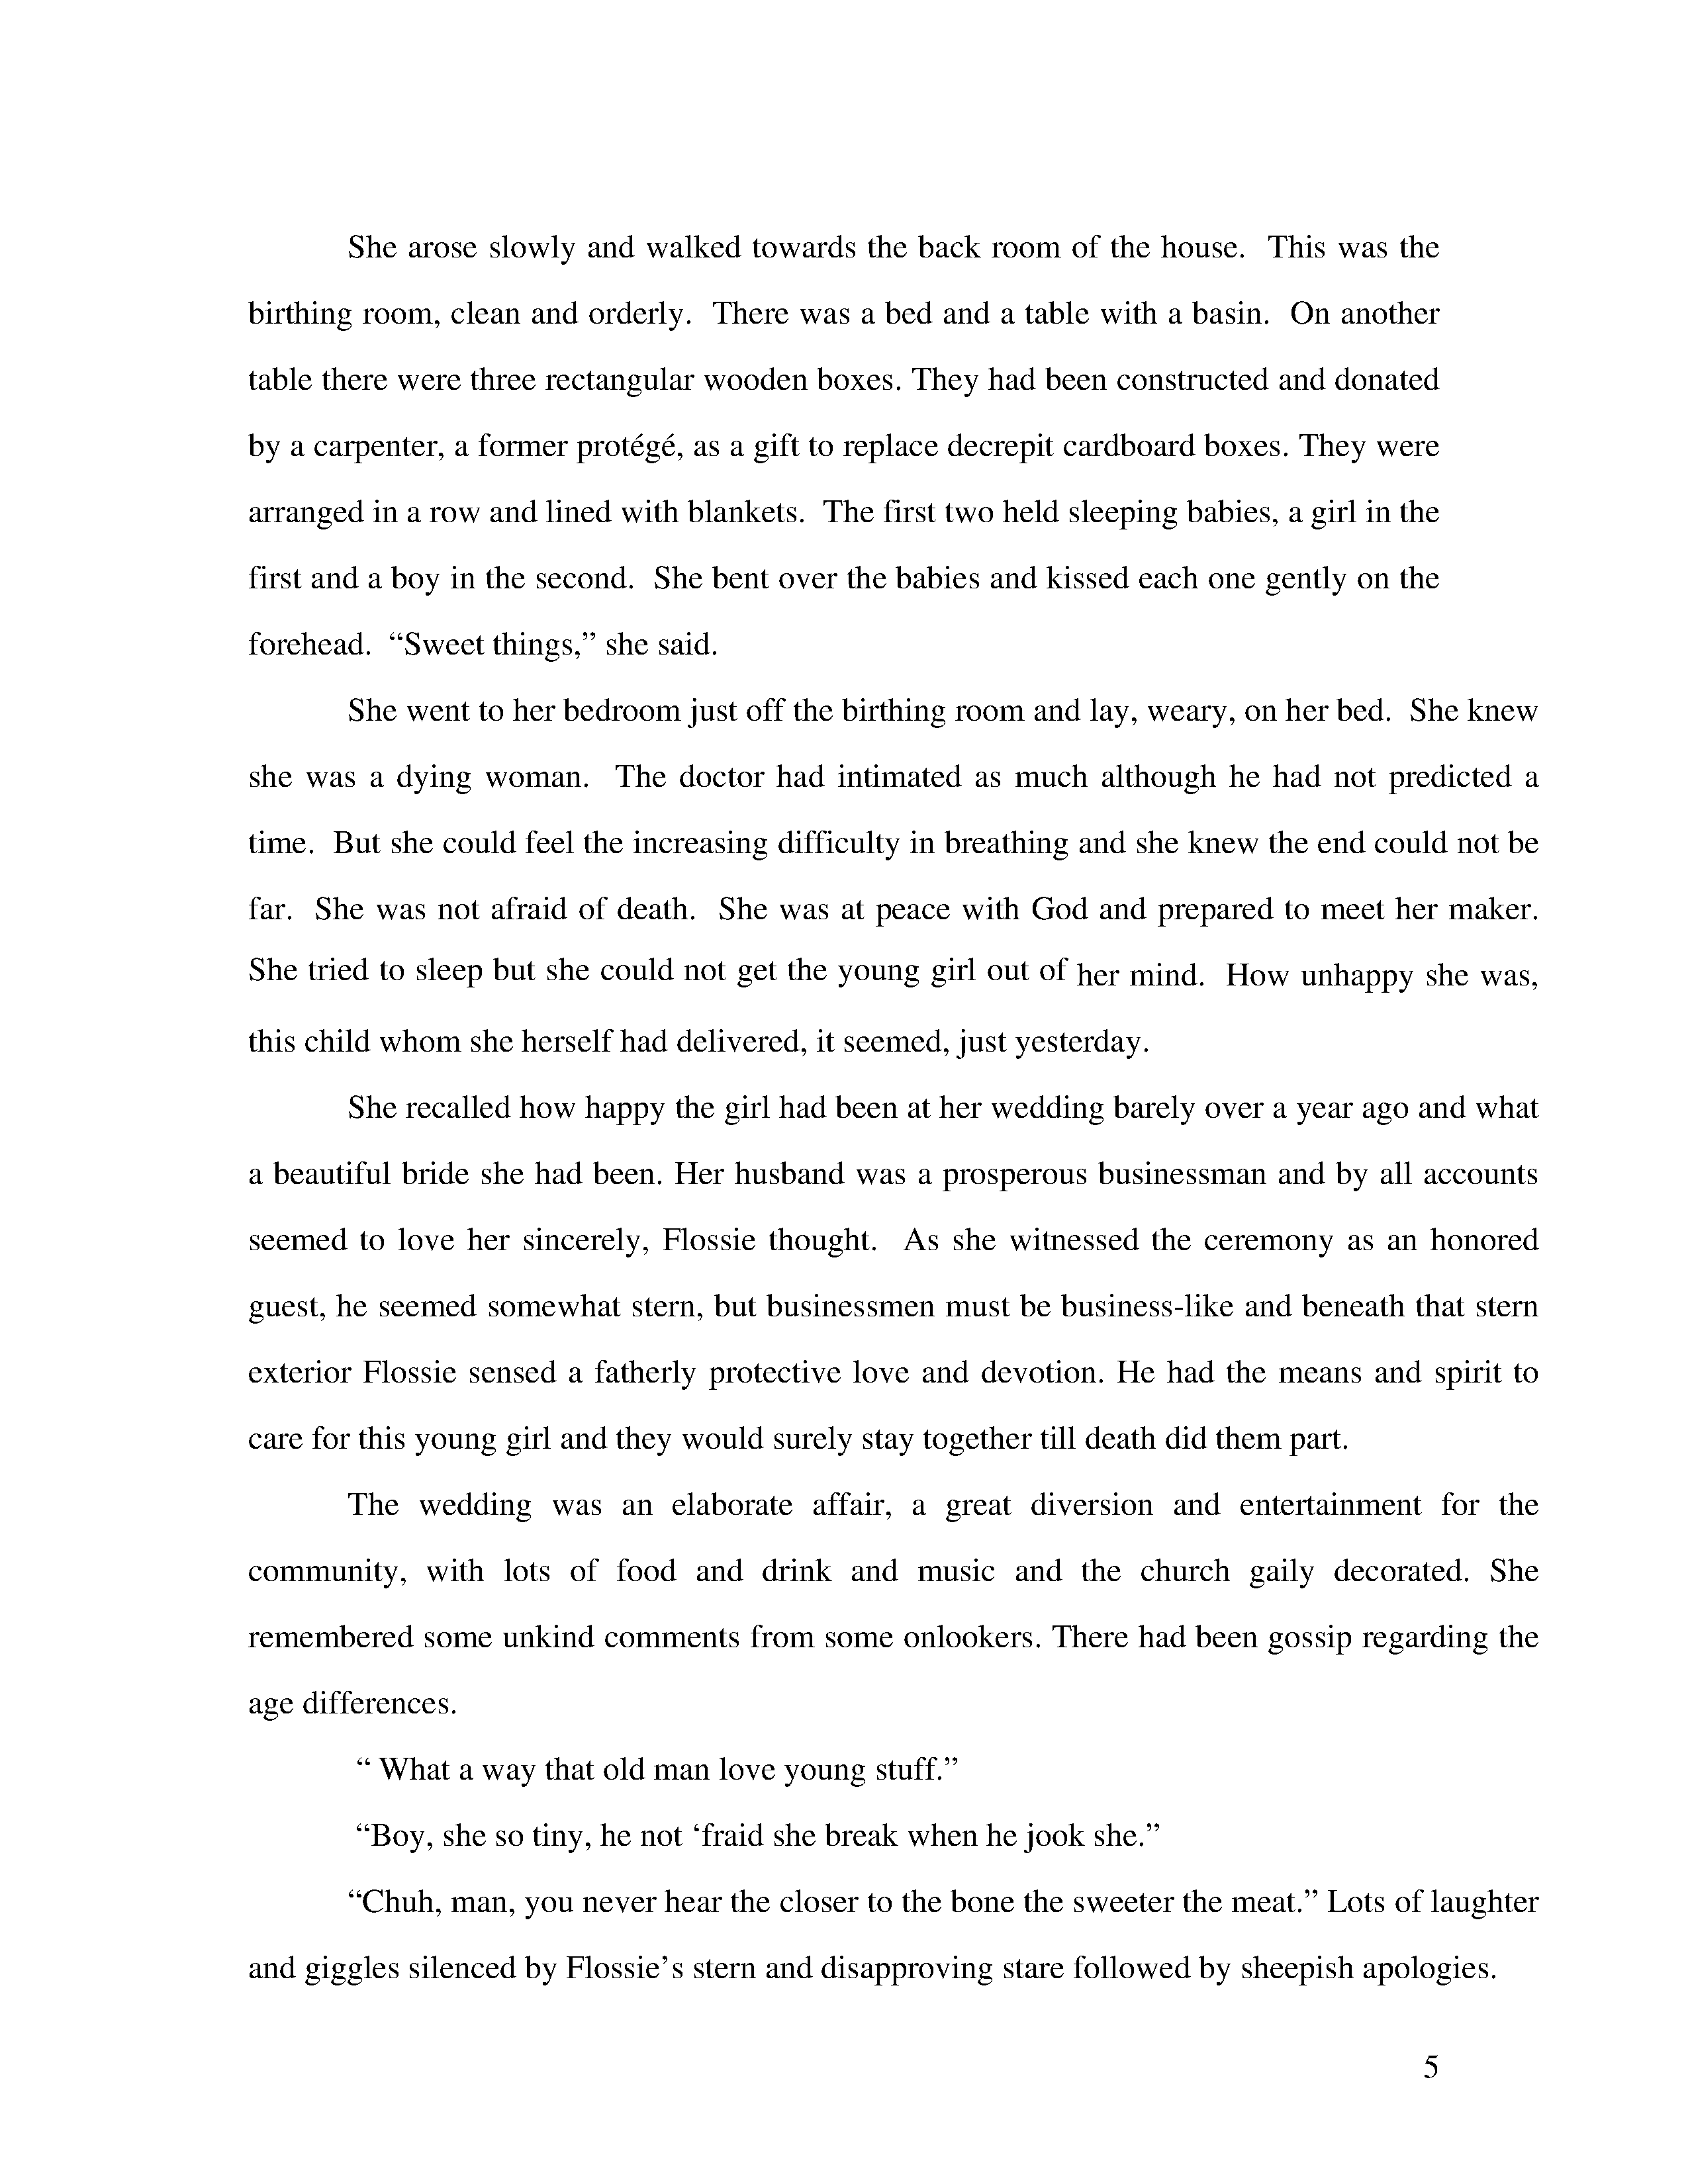 She arose slowly and walked towards the back room of the house.  This was the
birthing room, clean and orderly.  There was a bed and a table with a basin.  On another
table there were three rectangular wooden boxes. They had been constructed and donated
by a carpenter, a former protégé, as a gift to replace decrepit cardboard boxes. They were
arranged in a row and lined with blankets.  The first two held sleeping babies, a girl in the
first and a boy in the second.  She bent over the babies and kissed each one gently on the
forehead.  “Sweet things,” she said.
She went to her bedroom just off the birthing room and lay, weary, on her bed.  She knew
she was a dying woman.  The doctor had intimated as much although he had not predicted a
time.  But she could feel the increasing difficulty in breathing and she knew the end could not be
far.  She was not afraid of death.  She was at peace with God and prepared to meet her maker.
She tried to sleep but she could not get the young girl out of her mind.  How unhappy she was,
this child whom she herself had delivered, it seemed, just yesterday.
She recalled how happy the girl had been at her wedding barely over a year ago and what
a beautiful bride she had been. Her husband was a prosperous businessman and by all accounts
seemed to love her sincerely, Flossie thought.  As she witnessed the ceremony as an honored
guest, he seemed somewhat stern, but businessmen must be business-like and beneath that stern
exterior Flossie sensed a fatherly protective love and devotion. He had the means and spirit to
care for this young girl and they would surely stay together till death did them part.
The wedding was an elaborate affair, a great diversion and entertainment for the
community, with lots of food and drink and music and the church gaily decorated. She
remembered some unkind comments from some onlookers. There had been gossip regarding the
age differences.
“ What a way that old man love young stuff.”
“Boy, she so tiny, he not ‘fraid she break when he jook she.”
“Chuh, man, you never hear the closer to the bone the sweeter the meat.” Lots of laughter
and giggles silenced by Flossie’s stern and disapproving stare followed by sheepish apologies.
5